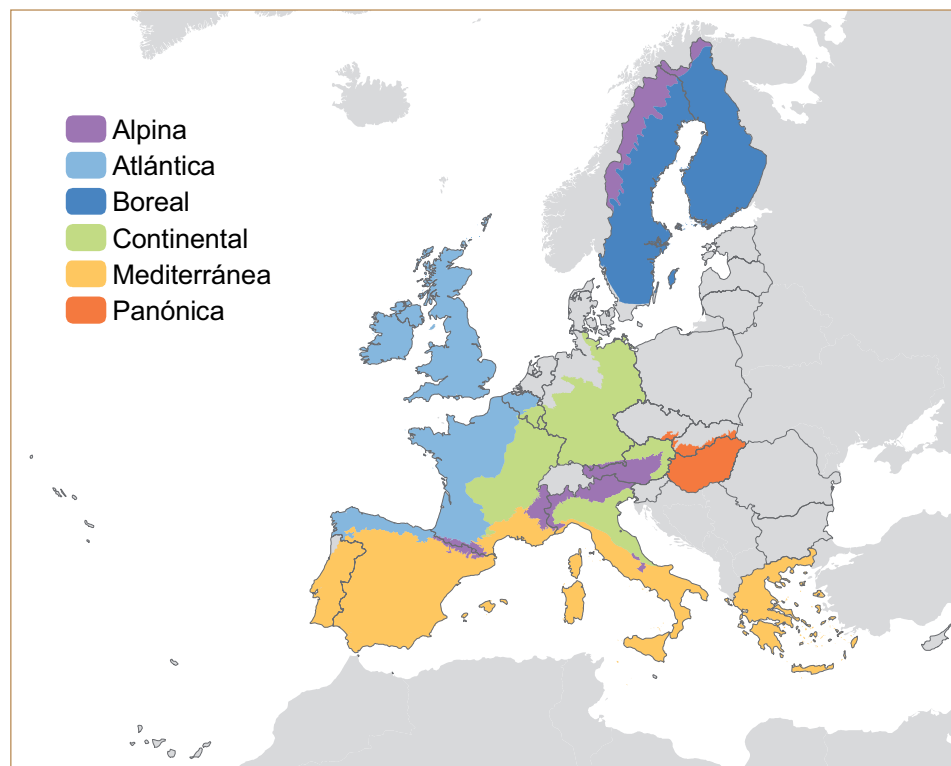 Alpina
Atlántica
Boreal
Continental
Mediterránea
Panónica